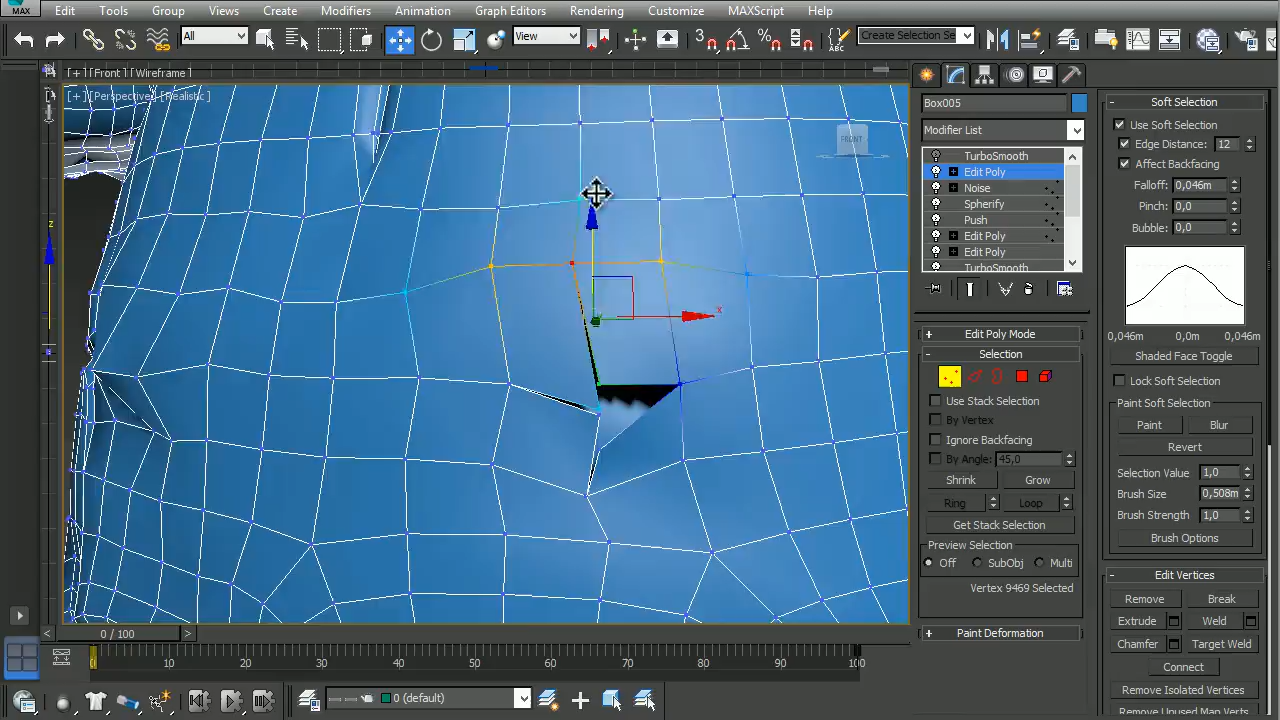 MAX Edit Tools Group Views Create Modifiers Animation Graph Editors Rendering Customize MAXScript Help
All View Create Selection Se
[+] [Front] [Wireframe]
[+] [Perspective] [Realistic]
FRONT
z
x
Box005
Modifier List
TurboSmooth
Edit Poly
Noise
Spherify
Push
Edit Poly
Edit Poly
TurboSmooth
+ Edit Poly Mode
- Selection
Use Stack Selection
By Vertex
Ignore Backfacing
By Angle: 45,0
Shrink Grow
Ring Loop
Get Stack Selection
Preview Selection
Off SubObj Multi
Vertex 9469 Selected
+ Paint Deformation
- Soft Selection
Use Soft Selection
Edge Distance: 12
Affect Backfacing
Falloff: 0,046m
Pinch: 0,0
Bubble: 0,0
0,046m 0,0m 0,046m
Shaded Face Toggle
Lock Soft Selection
Paint Soft Selection
Paint Blur
Revert
Selection Value 1,0
Brush Size 0,508m
Brush Strength 1,0
Brush Options
- Edit Vertices
Remove Break
Extrude Weld
Chamfer Target Weld
Connect
Remove Isolated Vertices
Remove Unused Map Verts
< 0 / 100 >
0 10 20 30 40 50 60 70 80 90 100
0 (default)